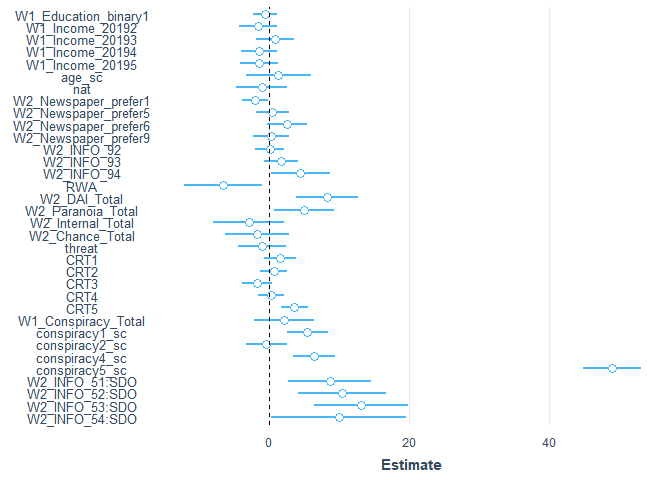 W1_Education_binary1
W1_Income_20192
W1_Income_20193
W1_Income_20194
W1_Income_20195
age_sc
nat
W2_Newspaper_prefer1
W2_Newspaper_prefer5
W2_Newspaper_prefer6
W2_Newspaper_prefer9
W2_INFO_92
W2_INFO_93
W2_INFO_94
RWA
W2_DAI_Total
W2_Paranoia_Total
W2_Internal_Total
W2_Chance_Total
threat
CRT1
CRT2
CRT3
CRT4
CRT5
W1_Conspiracy_Total
conspiracy1_sc
conspiracy2_sc
conspiracy4_sc
conspiracy5_sc
W2_INFO_51:SDO
W2_INFO_52:SDO
W2_INFO_53:SDO
W2_INFO_54:SDO
0 20 40
Estimate